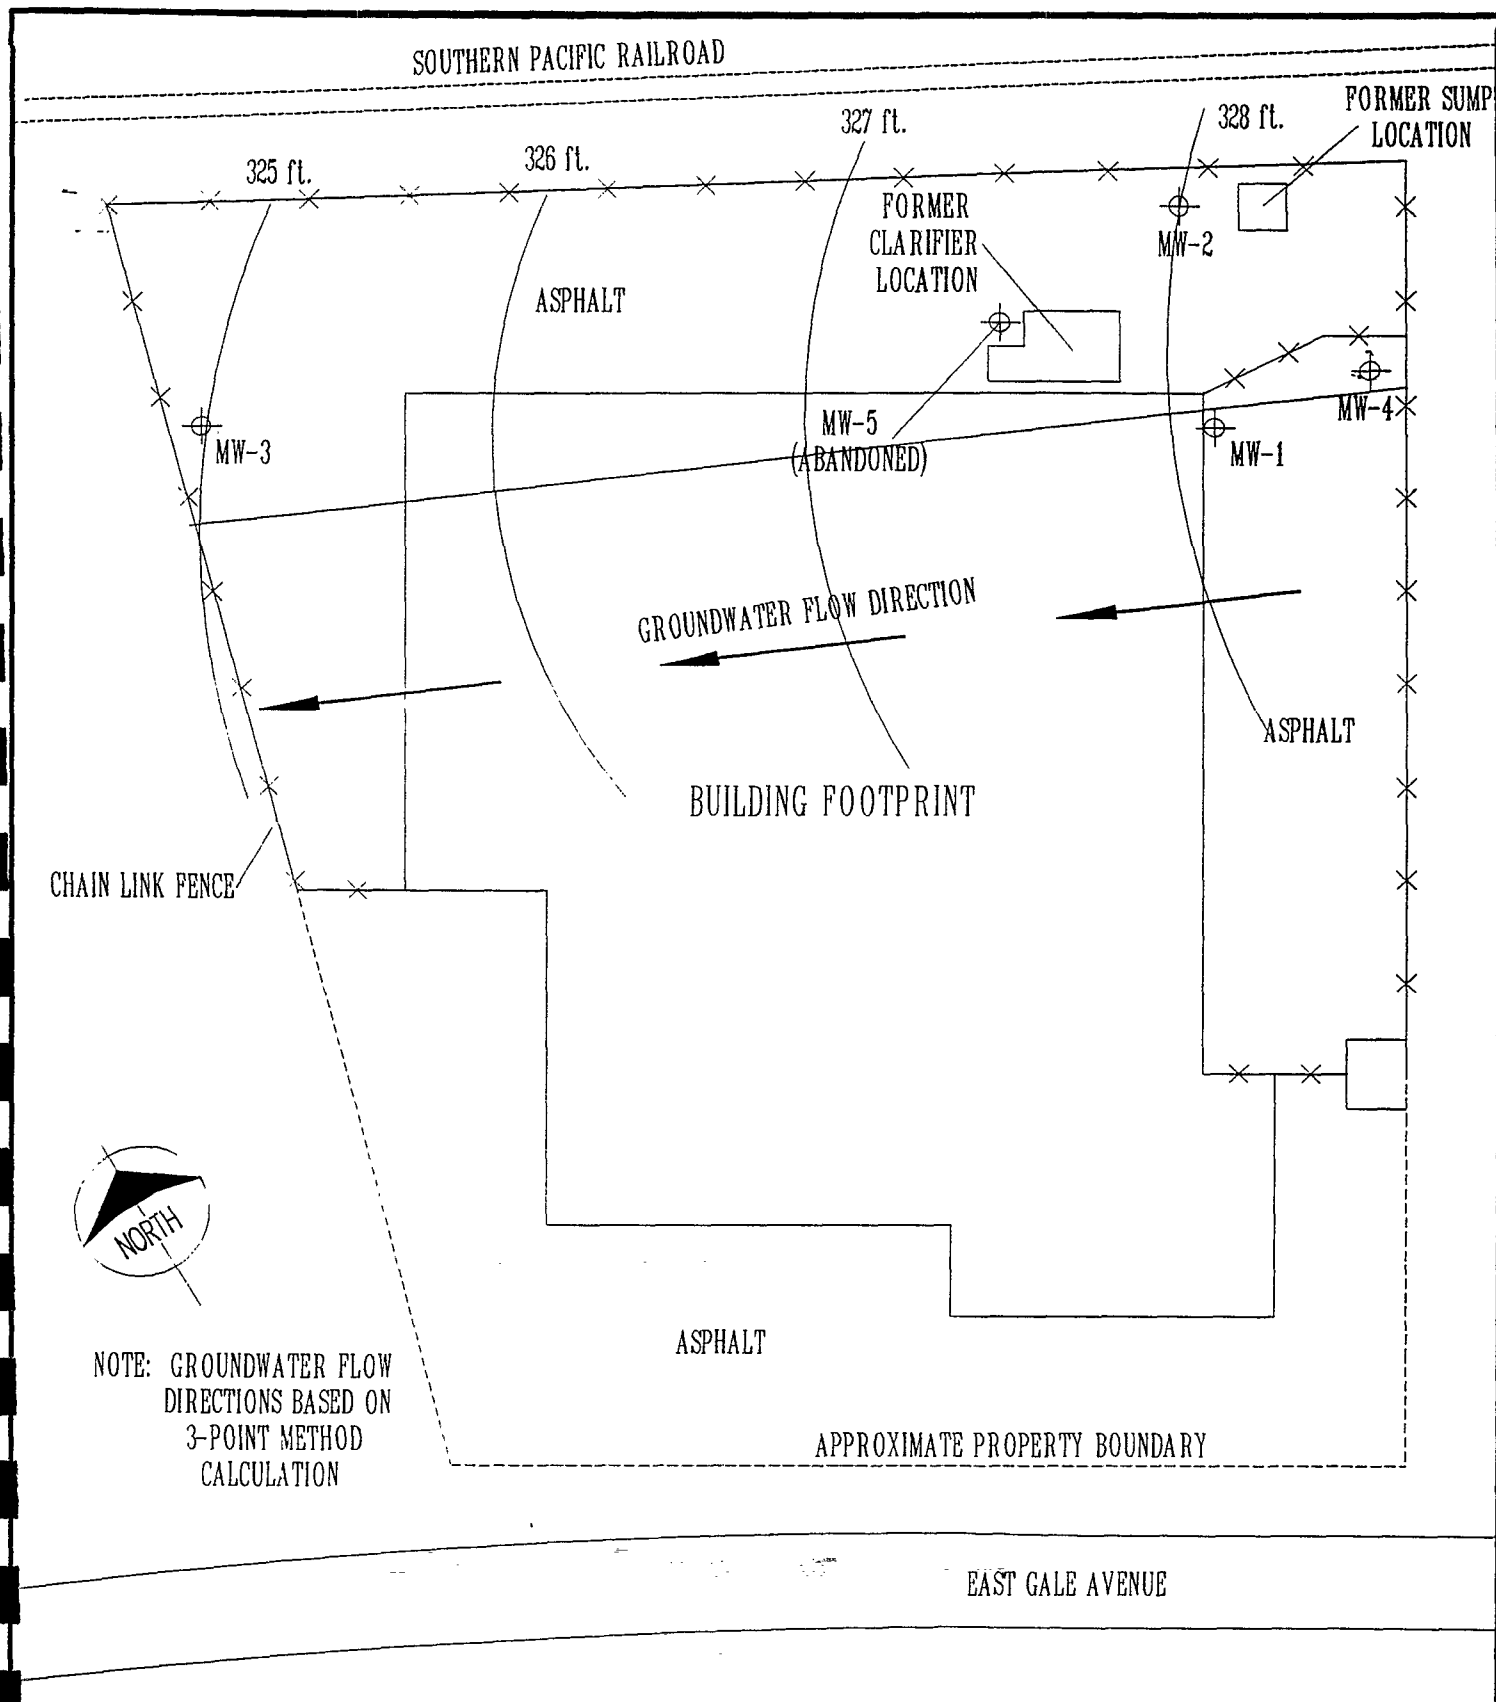 SOUTHERN PACIFIC RAILROAD
FORMER SUMP
LOCATION
327 ft.
328 ft.
325 ft.
326 ft.
FORMER
CLARIFIER
LOCATION
MW-2
ASPHALT
MW-5
(ABANDONED)
MW-4
MW-3
MW-1
GROUNDWATER FLOW DIRECTION
ASPHALT
BUILDING FOOTPRINT
CHAIN LINK FENCE
NORTH
NOTE: GROUNDWATER FLOW
DIRECTIONS BASED ON
3-POINT METHOD
CALCULATION
ASPHALT
APPROXIMATE PROPERTY BOUNDARY
EAST GALE AVENUE